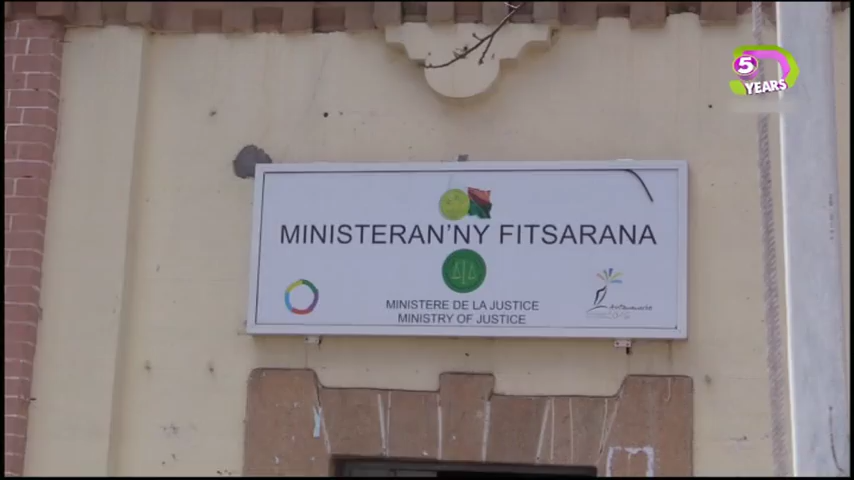 5
YEARS
MINISTERAN'NY FITSARANA
MINISTERE DE LA JUSTICE
MINISTRY OF JUSTICE